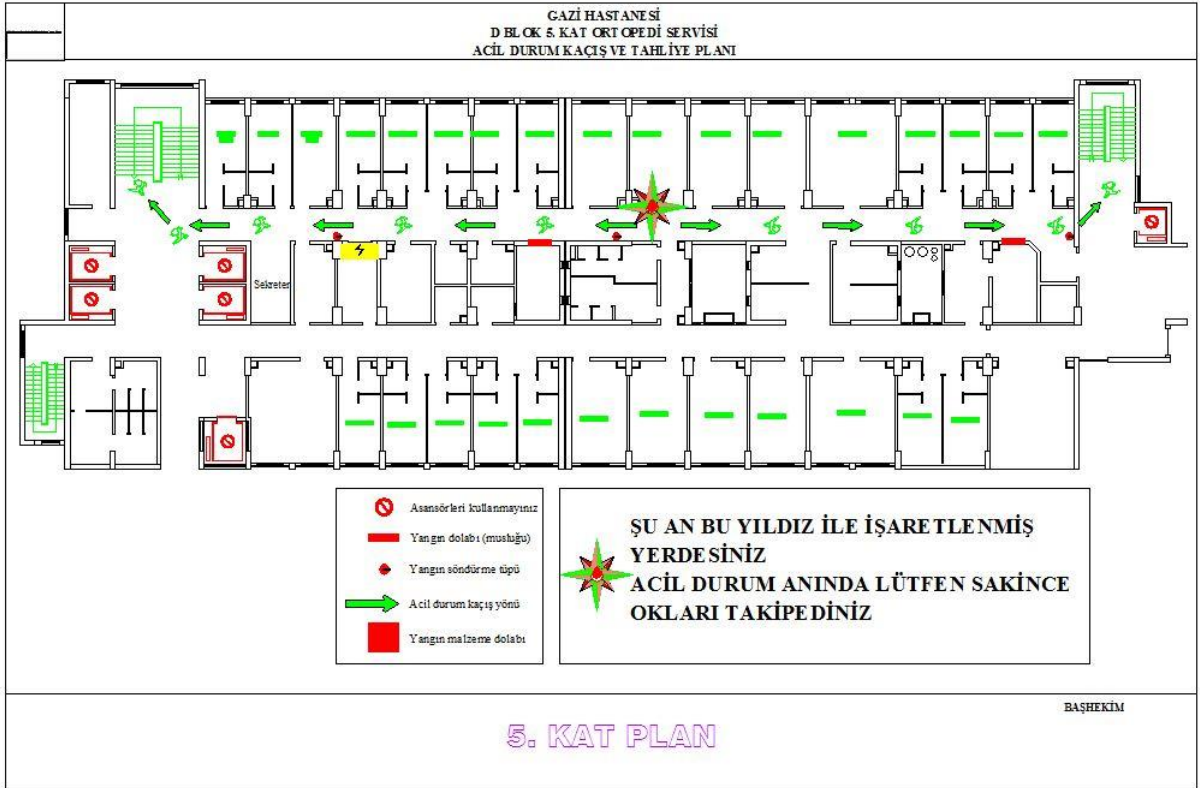 GAZİ HASTANESİ
D BLOK 5. KAT ORTOPEDİ SERVİSİ
ACİL DURUM KAÇIŞ VE TAHLİYE PLANI
Sekreter
Asansörleri kullanmayınız
Yangın dolabı (musluğu)
Yangın söndürme tüpü
Acil durum kaçış yönü
Yangın malzeme dolabı
ŞU AN BU YILDIZ İLE İŞARETLENMİŞ
YERDESİNİZ
ACİL DURUM ANINDA LÜTFEN SAKİNCE
OKLARI TAKİPEDİNİZ
BAŞHEKİM
5. KAT PLAN